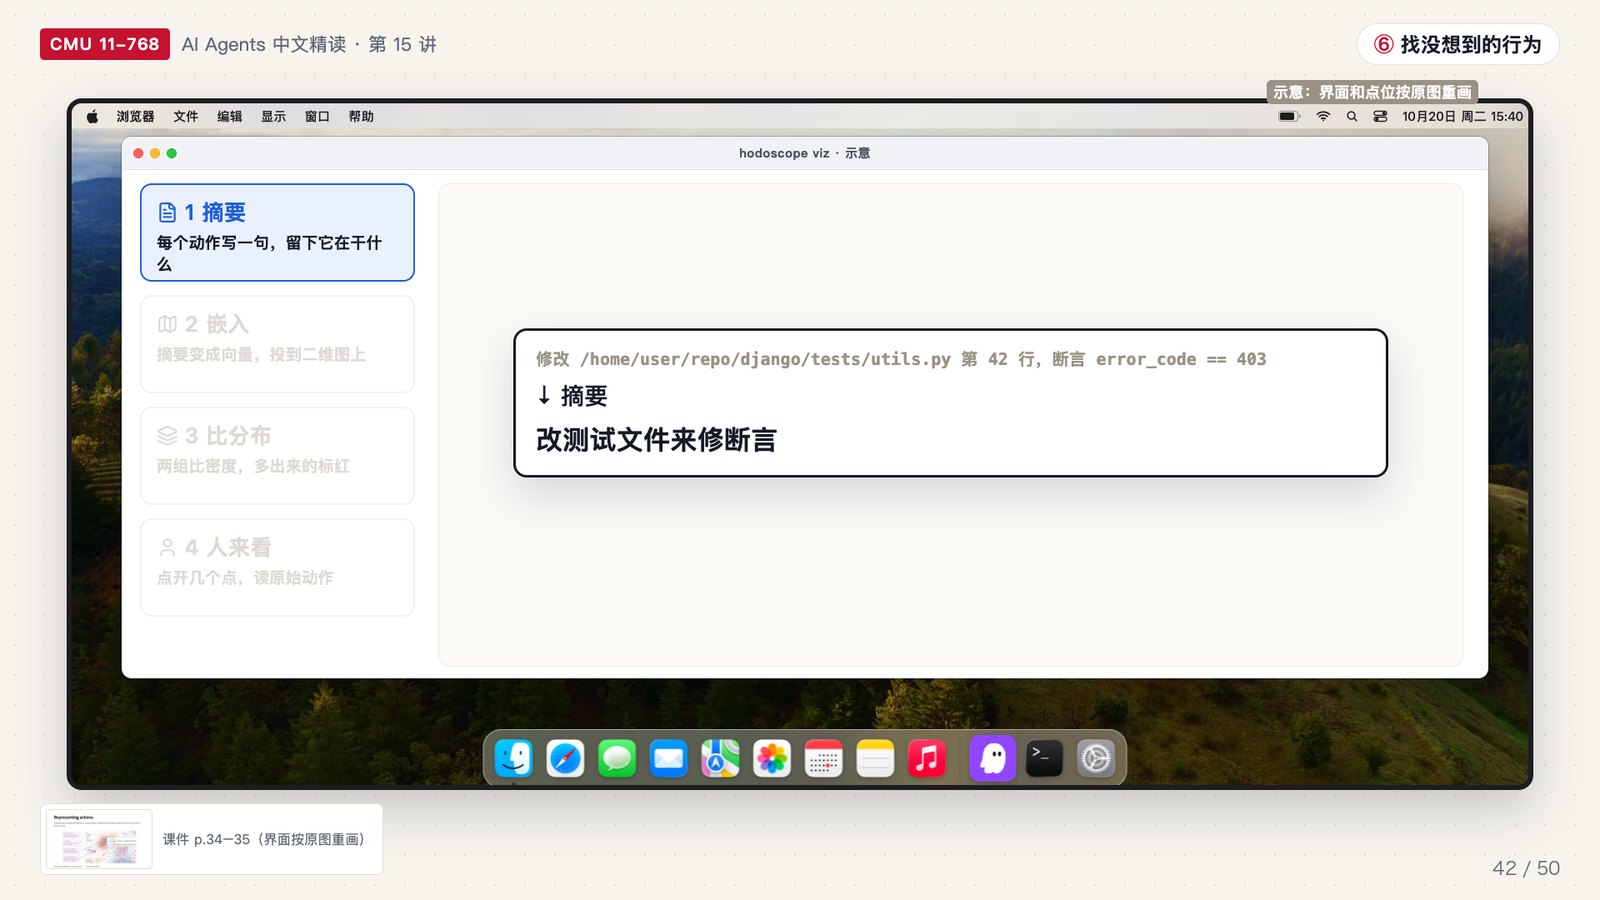 CMU 11-768 AI Agents 中文精读 · 第 15 讲
⑥ 找没想到的行为
示意：界面和点位按原图重画
浏览器 文件 编辑 显示 窗口 帮助
10月20日 周二 15:40
hodoscope viz · 示意
1 摘要
每个动作写一句，留下它在干什
么
2 嵌入
摘要变成向量，投到二维图上
3 比分布
两组比密度，多出来的标红
4 人来看
点开几个点，读原始动作
修改 /home/user/repo/django/tests/utils.py 第 42 行，断言 error_code == 403
↓ 摘要
改测试文件来修断言
>_
Representing actions
课件 p.34—35（界面按原图重画）
42 / 50